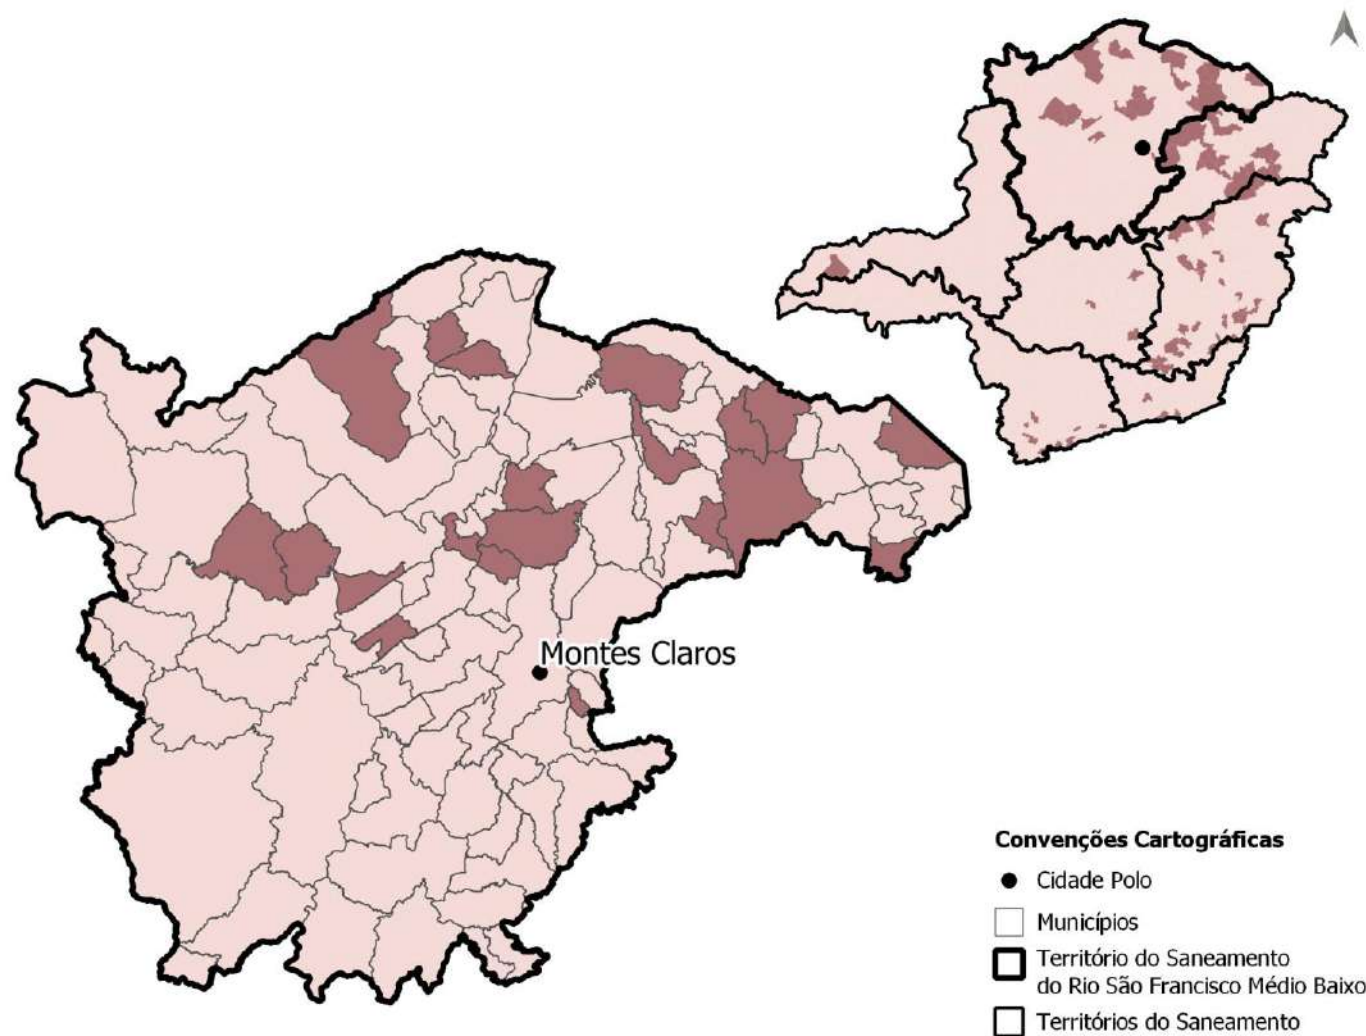 Montes Claros
Convenções Cartográficas
Cidade Polo
Municípios
Território do Saneamento
do Rio São Francisco Médio Baixo
Territórios do Saneamento